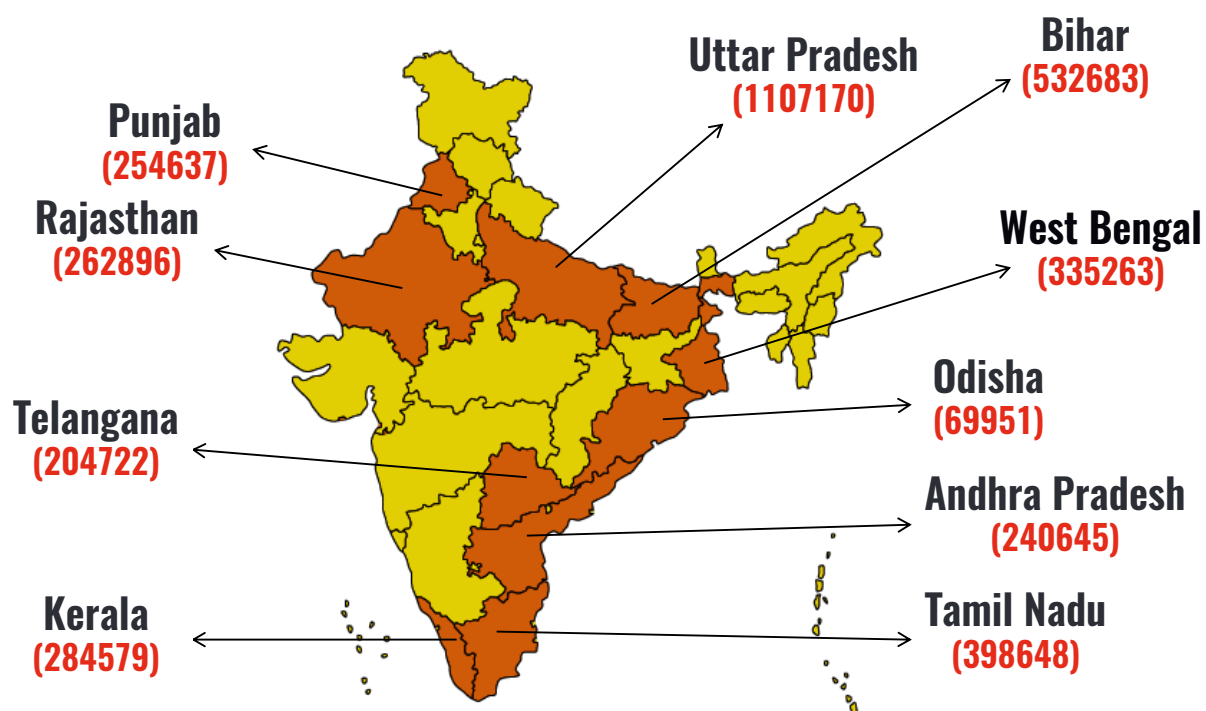 Bihar
(532683)
Uttar Pradesh
(1107170)
Punjab
(254637)
Rajasthan
(262896)
West Bengal
(335263)
Odisha
(69951)
Telangana
(204722)
Andhra Pradesh
(240645)
Kerala
(284579)
Tamil Nadu
(398648)